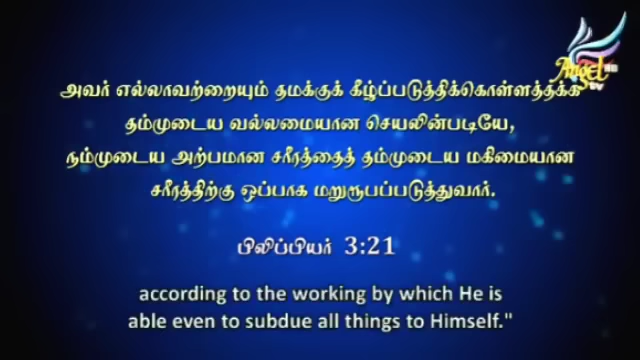 Angel
TV
அவர் எல்லாவற்றையும் தமக்குக் கீழ்ப்படுத்திக்கொள்ளத்தக்க
தம்முடைய வல்லமையான செயலின்படியே,
நம்முடைய அற்பமான சரீரத்தைத் தம்முடைய மகிமையான
சரீரத்திற்கு ஒப்பாக மறுரூபப்படுத்துவார்.
பிலிப்பியர் 3:21
according to the working by which He is
able even to subdue all things to Himself."